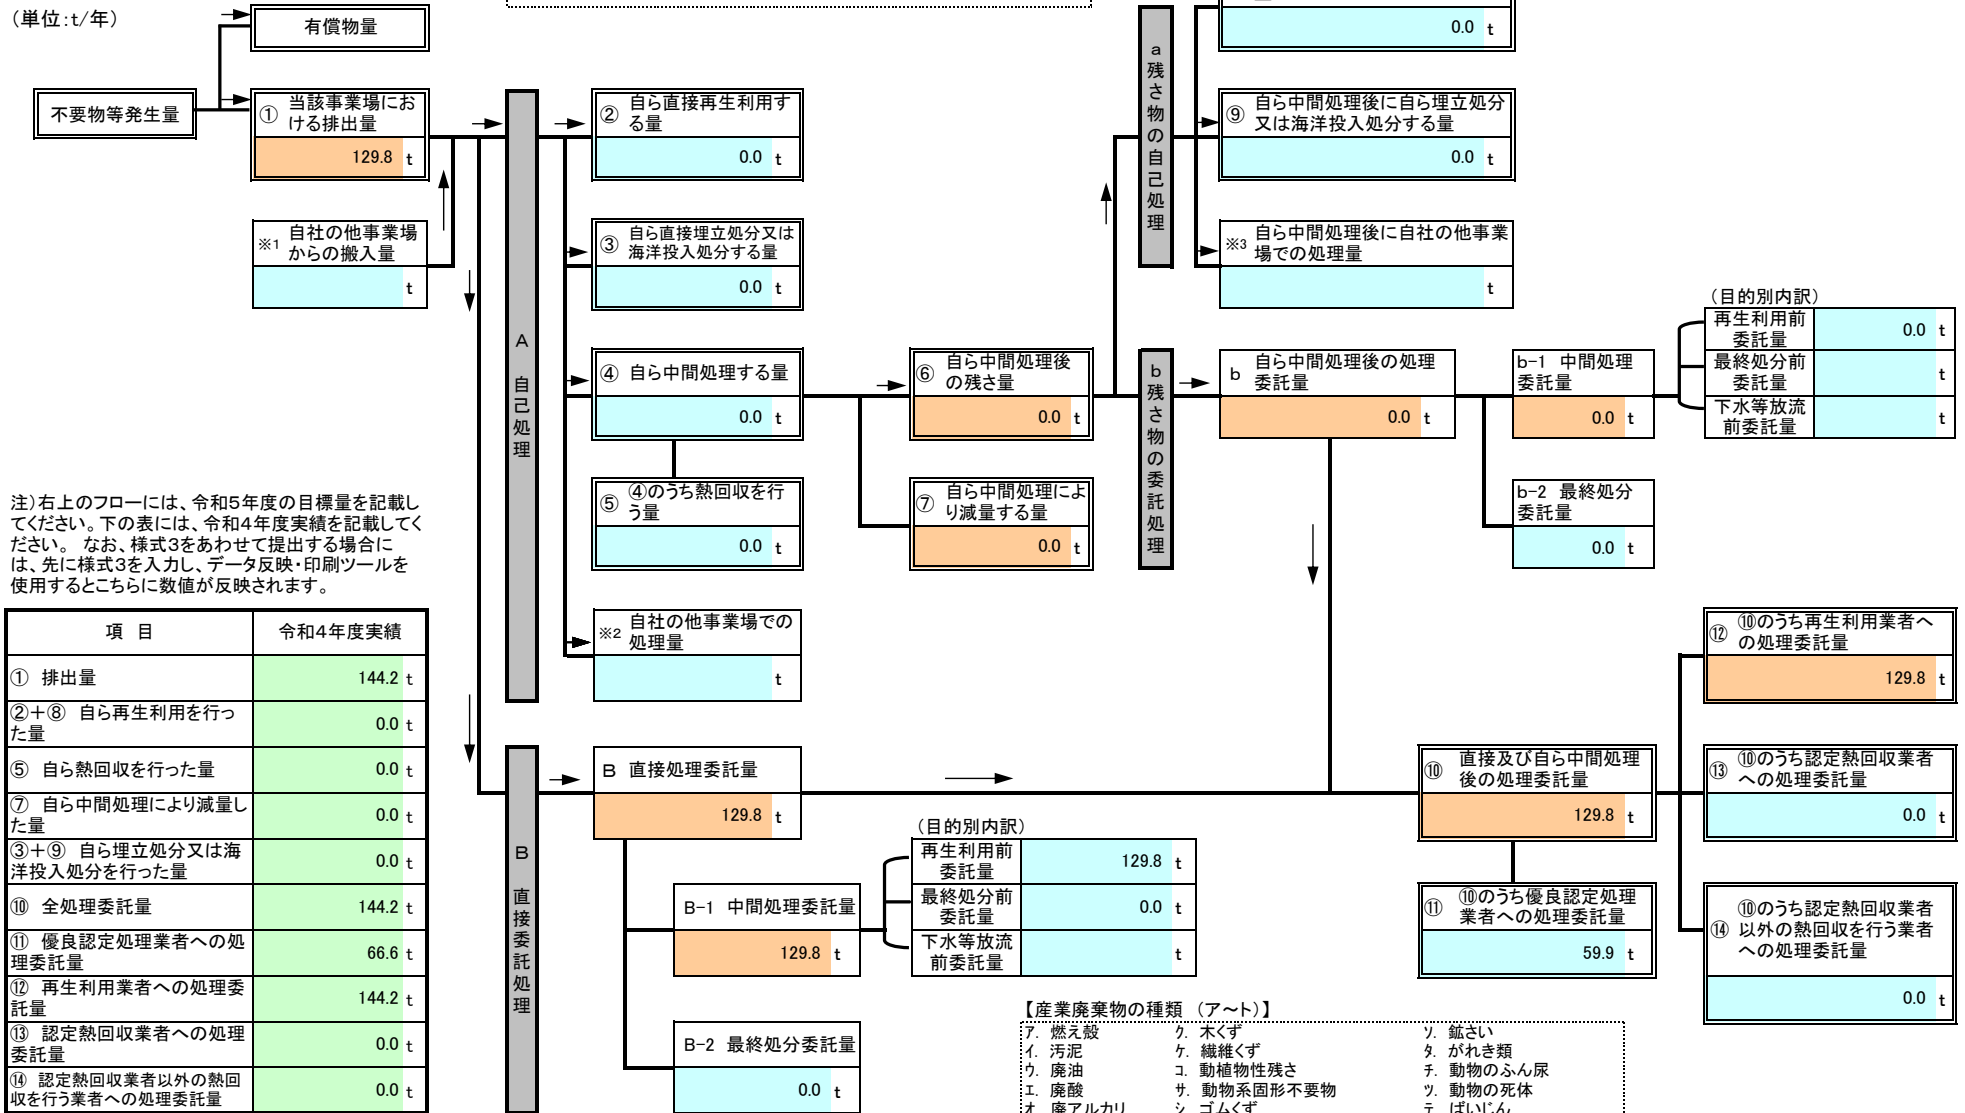 （単位：ｔ/年）
有償物量
不要物等発生量
① 当該事業場にお
ける排出量
129.8 t
※1 自社の他事業場
からの搬入量
t
A 自己処理
② 自ら直接再生利用す
る量
0.0 t
③ 自ら直接埋立処分又は
海洋投入処分する量
0.0 t
④ 自ら中間処理する量
0.0 t
⑤ ④のうち熱回収を行
う量
0.0 t
※2 自社の他事業場での
処理量
t
⑥ 自ら中間処理後
の残さ量
0.0 t
⑦ 自ら中間処理によ
り減量する量
0.0 t
a 残さ物の自己処理
0.0 t
⑨ 自ら中間処理後に自ら埋立処分
又は海洋投入処分する量
0.0 t
※3 自ら中間処理後に自社の他事業
場での処理量
t
b 残さ物の委託処理
b 自ら中間処理後の処理
委託量
0.0 t
b-1 中間処理
委託量
0.0 t
b-2 最終処分
委託量
0.0 t
（目的別内訳）
再生利用前
委託量
0.0 t
最終処分前
委託量
t
下水等放流
前委託量
t
注）右上のフローには、令和５年度の目標量を記載し
てください。下の表には、令和４年度実績を記載してく
ださい。 なお、様式３をあわせて提出する場合に
は、先に様式３を入力し、データ反映・印刷ツールを
使用するとこちらに数値が反映されます。
項 目 令和４年度実績
① 排出量 144.2 t
②＋⑧ 自ら再生利用を行っ
た量 0.0 t
⑤ 自ら熱回収を行った量 0.0 t
⑦ 自ら中間処理により減量し
た量 0.0 t
③＋⑨ 自ら埋立処分又は海
洋投入処分を行った量 0.0 t
⑩ 全処理委託量 144.2 t
⑪ 優良認定処理業者への処
理委託量 66.6 t
⑫ 再生利用業者への処理委
託量 144.2 t
⑬ 認定熱回収業者への処理
委託量 0.0 t
⑭ 認定熱回収業者以外の熱回
収を行う業者への処理委託量 0.0 t
B 直接委託処理
B 直接処理委託量
129.8 t
B-1 中間処理委託量
129.8 t
B-2 最終処分委託量
0.0 t
（目的別内訳）
再生利用前
委託量
129.8 t
最終処分前
委託量
0.0 t
下水等放流
前委託量
t
⑩ 直接及び自ら中間処理
後の処理委託量
129.8 t
⑪ ⑩のうち優良認定処理
業者への処理委託量
59.9 t
⑫ ⑩のうち再生利用業者へ
の処理委託量
129.8 t
⑬ ⑩のうち認定熱回収業者
への処理委託量
0.0 t
⑭ ⑩のうち認定熱回収業者
以外の熱回収を行う業者
への処理委託量
0.0 t
【産業廃棄物の種類 （ア～ト）】
ｱ. 燃え殻 ｸ. 木くず ｿ. 鉱さい
ｲ. 汚泥 ｹ. 繊維くず ﾀ. がれき類
ｳ. 廃油 ｺ. 動植物性残さ ﾁ. 動物のふん尿
ｴ. 廃酸 ｻ. 動物系固形不要物 ﾂ. 動物の死体
ｵ. 廃アルカリ ｼ. ゴムくず ﾃ. ばいじん